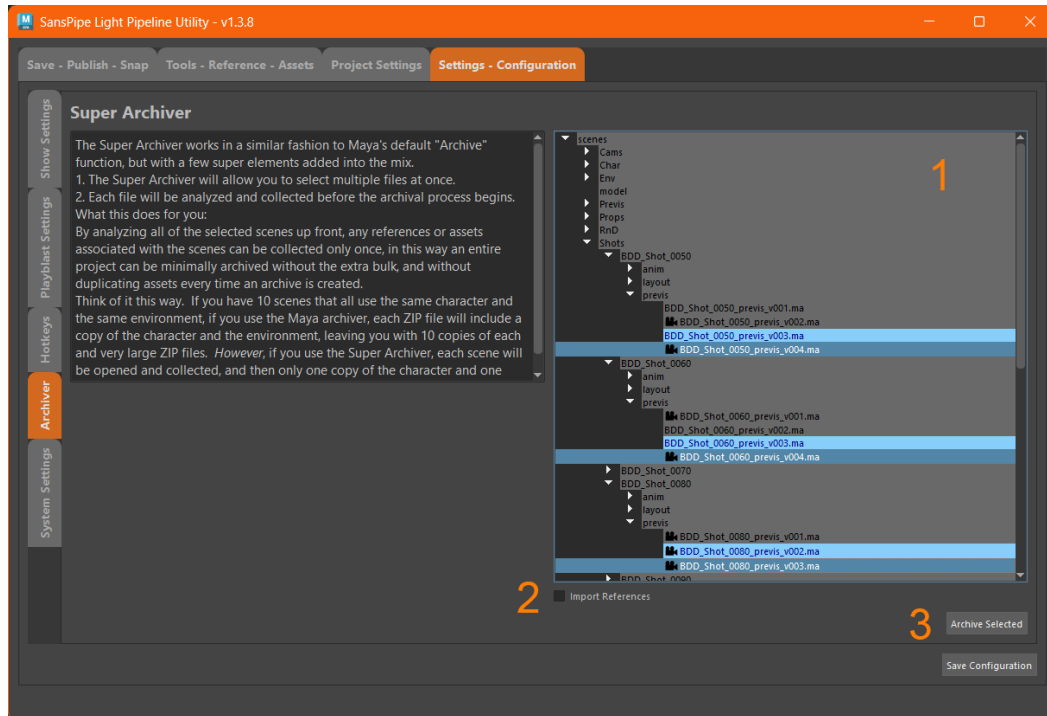 SansPipe Light Pipeline Utility - v1.3.8
Save - Publish - Snap
Tools - Reference - Assets
Project Settings
Settings - Configuration
Show Settings
Playblast Settings
Hotkeys
Archiver
System Settings
Super Archiver
The Super Archiver works in a similar fashion to Maya's default "Archive"
function, but with a few super elements added into the mix.
1. The Super Archiver will allow you to select multiple files at once.
2. Each file will be analyzed and collected before the archival process begins.
What this does for you:
By analyzing all of the selected scenes up front, any references or assets
associated with the scenes can be collected only once, in this way an entire
project can be minimally archived without the extra bulk, and without
duplicating assets every time an archive is created.
Think of it this way. If you have 10 scenes that all use the same character and
the same environment, if you use the Maya archiver, each ZIP file will include a
copy of the character and the environment, leaving you with 10 copies of each
and very large ZIP files. However, if you use the Super Archiver, each scene will
be opened and collected, and then only one copy of the character and one
scenes
Cams
Char
Env
model
Previs
Props
RnD
Shots
BDD_Shot_0050
anim
layout
previs
BDD_Shot_0050_previs_v001.ma
BDD_Shot_0050_previs_v002.ma
BDD_Shot_0050_previs_v003.ma
BDD_Shot_0050_previs_v004.ma
BDD_Shot_0060
anim
layout
previs
BDD_Shot_0060_previs_v001.ma
BDD_Shot_0060_previs_v002.ma
BDD_Shot_0060_previs_v003.ma
BDD_Shot_0060_previs_v004.ma
BDD_Shot_0070
BDD_Shot_0080
anim
layout
previs
BDD_Shot_0080_previs_v001.ma
BDD_Shot_0080_previs_v002.ma
BDD_Shot_0080_previs_v003.ma
BDD_Shot_0090
1
2
Import References
3
Archive Selected
Save Configuration